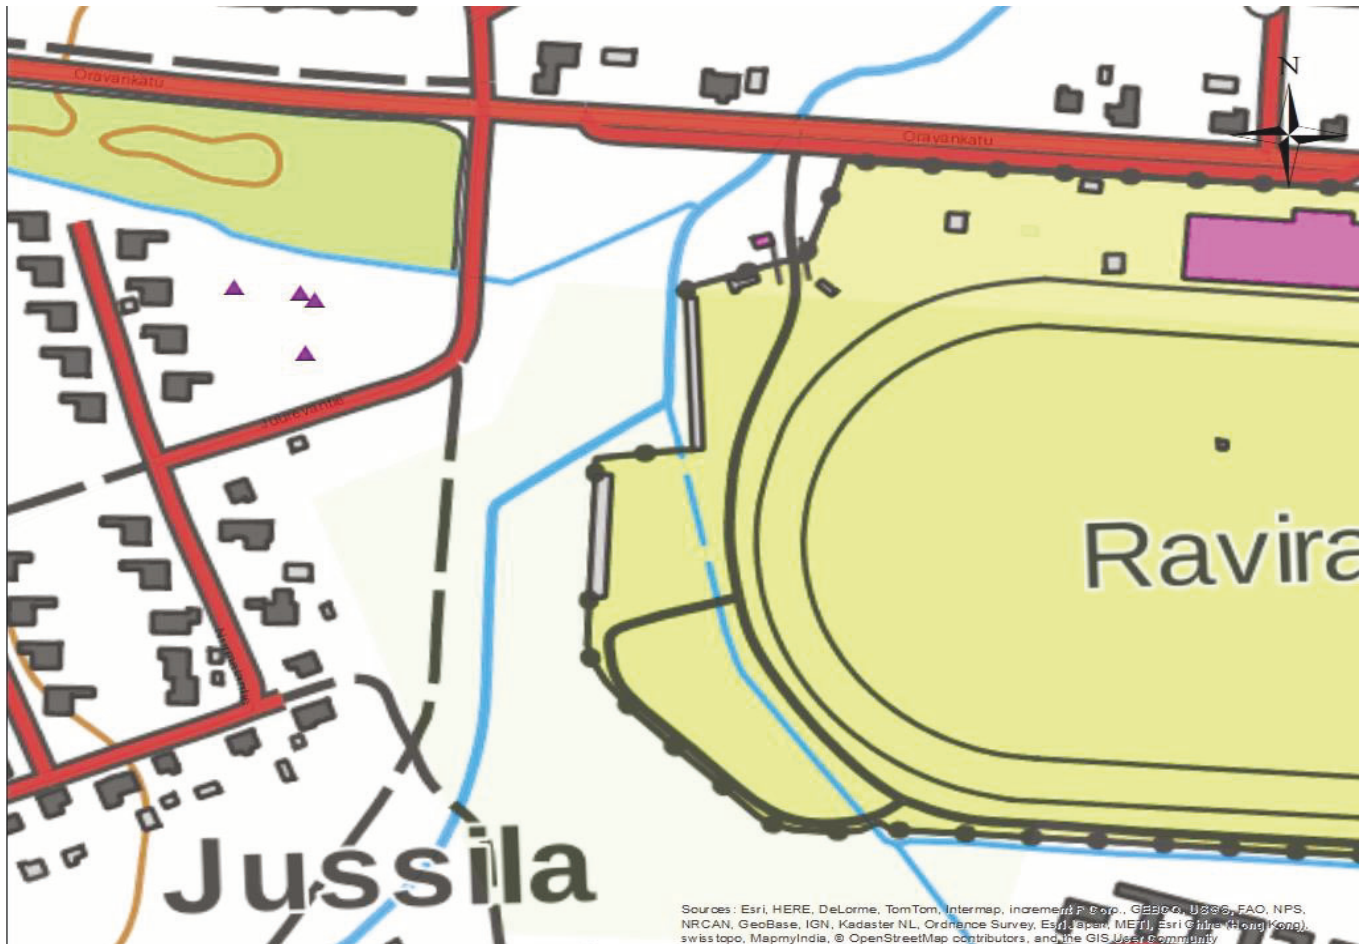 N
Oravankatu
Oravankatu
Juurevantie
Ravira
Jussila
Sources: Esri, HERE, DeLorme, TomTom, Intermap, increment P Corp., GEBCO, USGS, FAO, NPS,
NRCAN, GeoBase, IGN, Kadaster NL, Ordnance Survey, Esri Japan, METI, Esri China (Hong Kong),
swisstopo, MapmyIndia, © OpenStreetMap contributors, and the GIS User Community